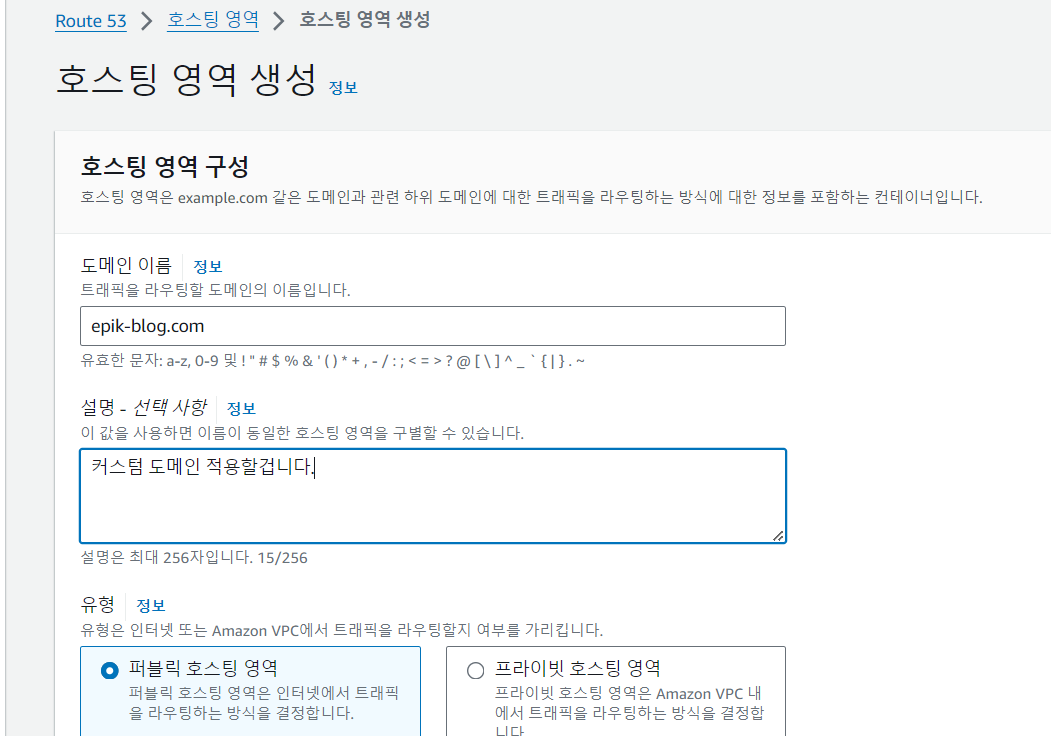 Route 53 > 호스팅 영역 > 호스팅 영역 생성
호스팅 영역 생성 정보
호스팅 영역 구성
호스팅 영역은 example.com 같은 도메인과 관련 하위 도메인에 대한 트래픽을 라우팅하는 방식에 대한 정보를 포함하는 컨테이너입니다.
도메인 이름 정보
트래픽을 라우팅할 도메인의 이름입니다.
epik-blog.com
유효한 문자: a-z, 0-9 및 ! " # $ % & ' ( ) * + , - / : ; < = > ? @ [ \ ] ^ _ ` { | } . ~
설명 - 선택 사항 정보
이 값을 사용하면 이름이 동일한 호스팅 영역을 구별할 수 있습니다.
커스텀 도메인 적용할겁니다.
설명은 최대 256자입니다. 15/256
유형 정보
유형은 인터넷 또는 Amazon VPC에서 트래픽을 라우팅할지 여부를 가리킵니다.
퍼블릭 호스팅 영역
퍼블릭 호스팅 영역은 인터넷에서 트래픽
을 라우팅하는 방식을 결정합니다.
프라이빗 호스팅 영역
프라이빗 호스팅 영역은 Amazon VPC 내
에서 트래픽을 라우팅하는 방식을 결정합
니다.